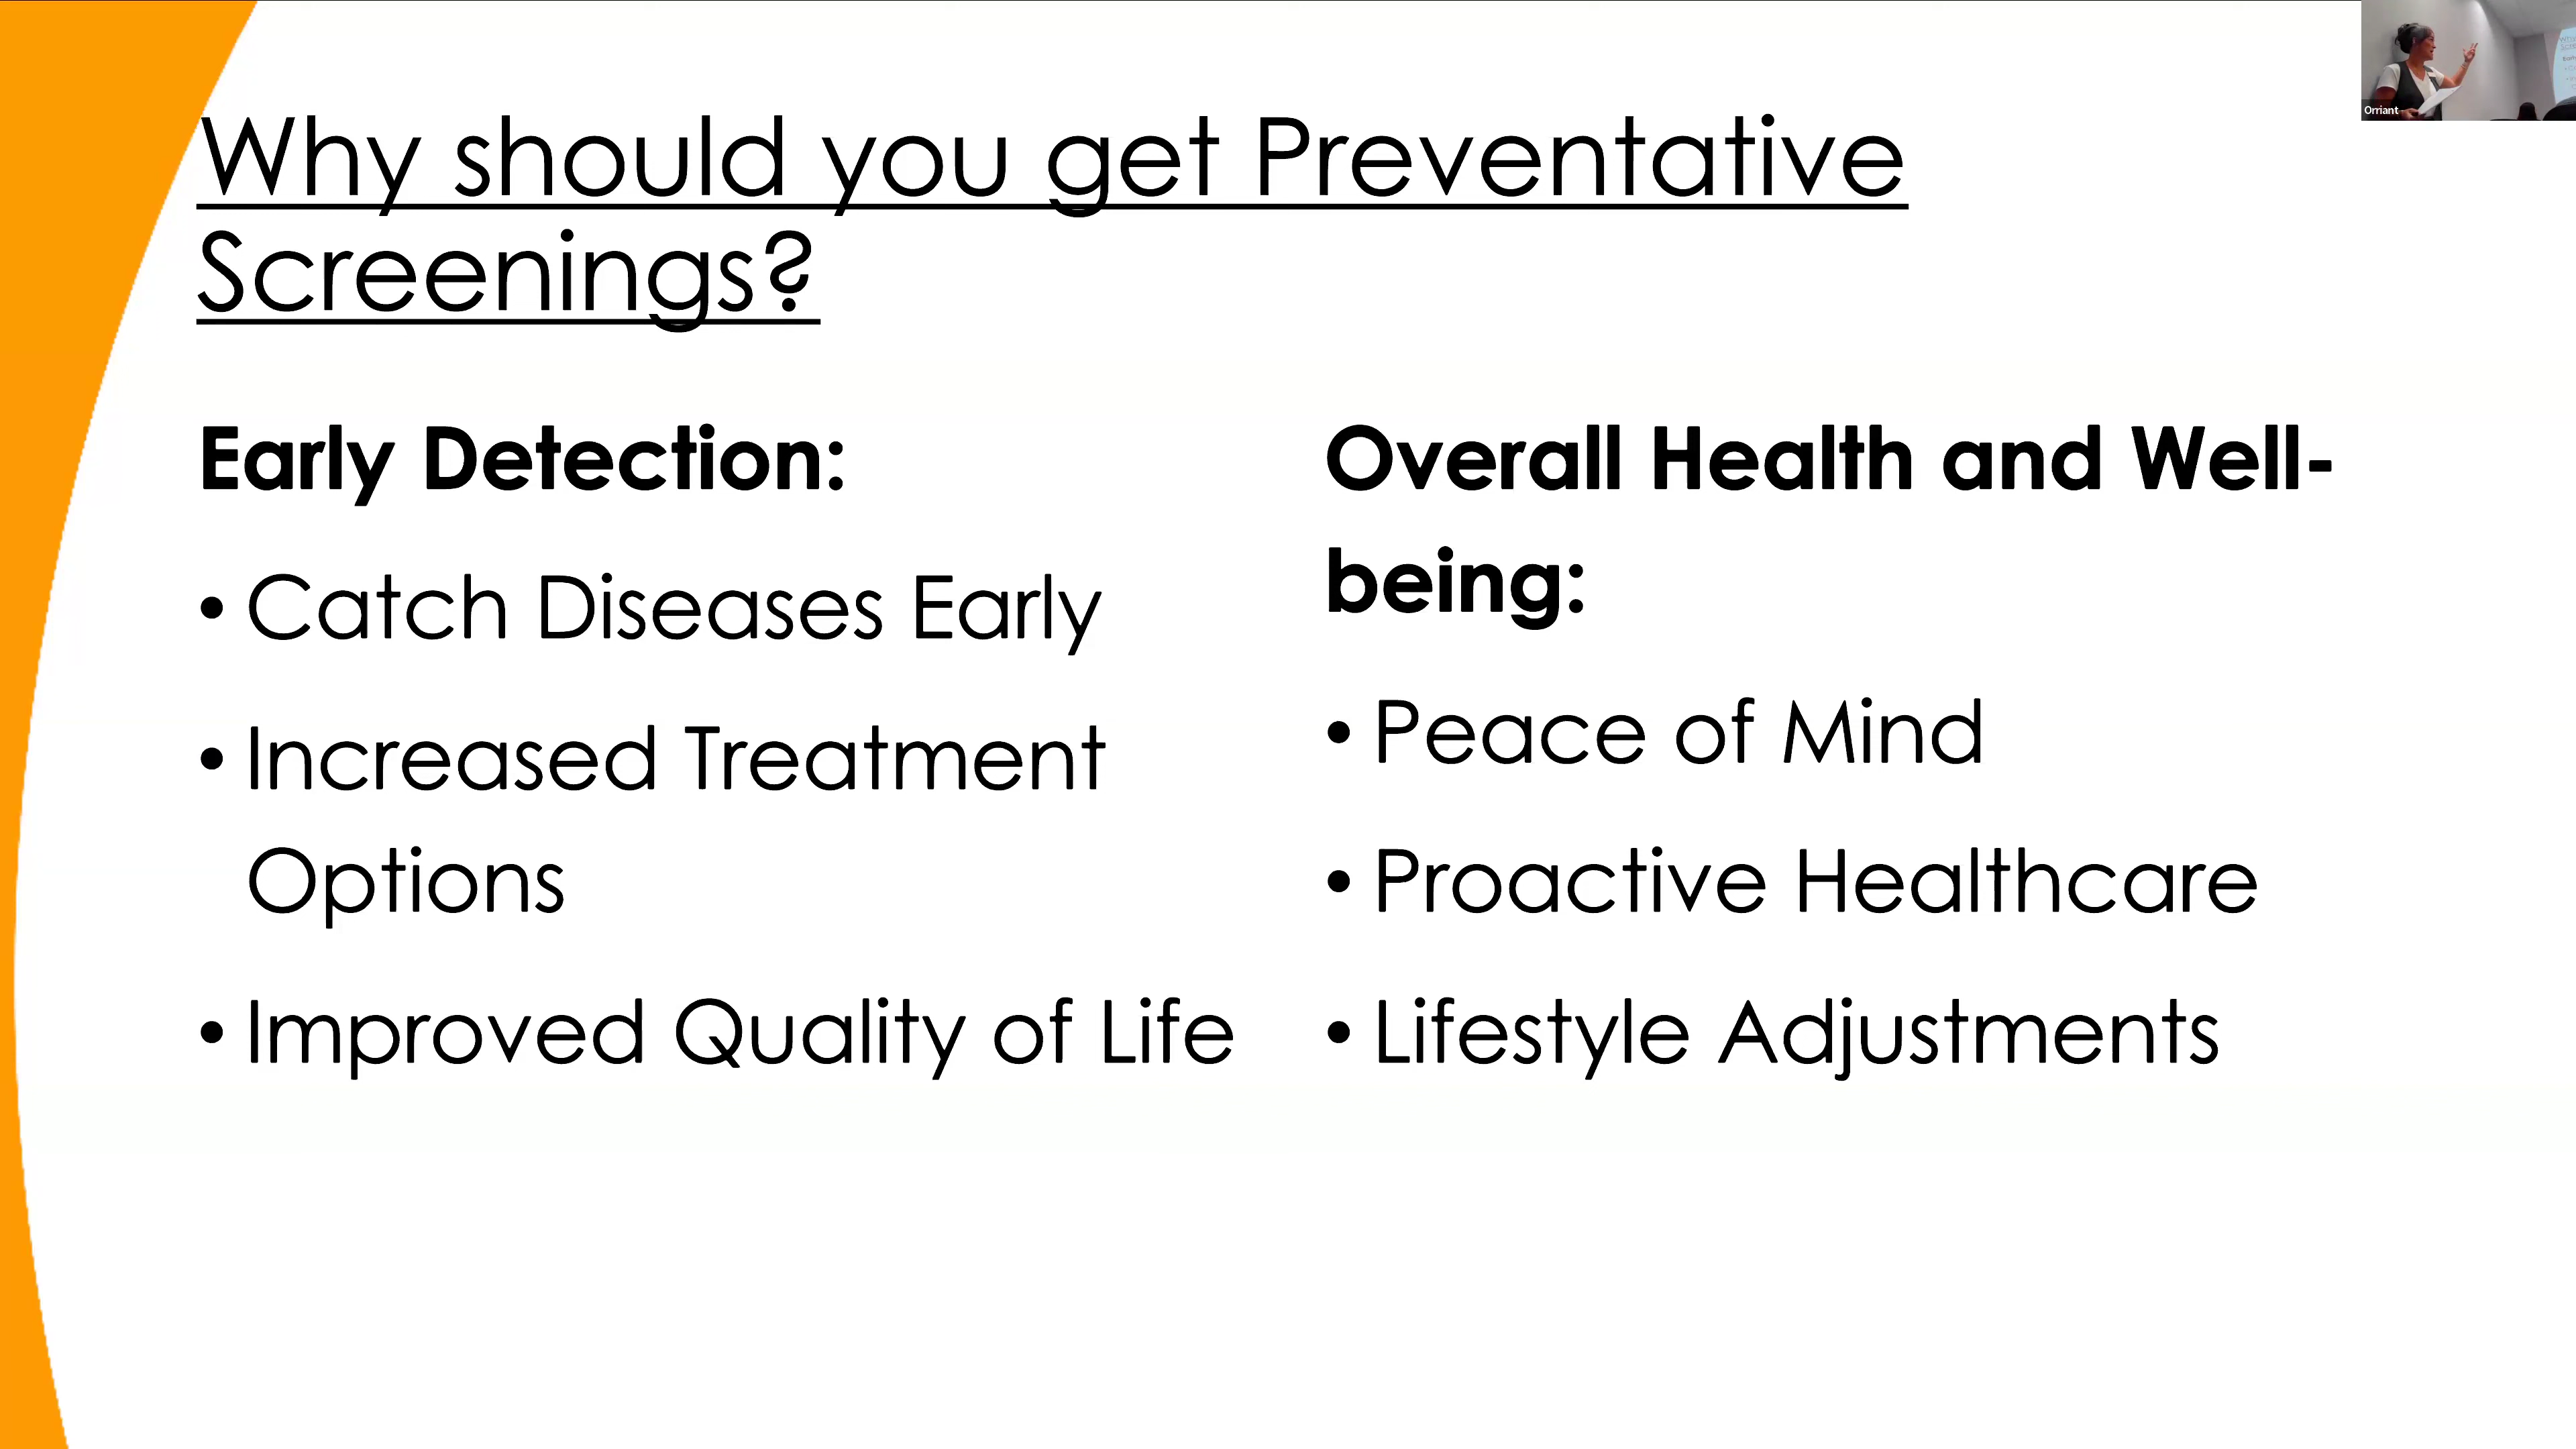 Why should you get Preventative
Screenings?
Early Detection:
• Catch Diseases Early
• Increased Treatment
Options
• Improved Quality of Life
Overall Health and Well-
being:
• Peace of Mind
• Proactive Healthcare
• Lifestyle Adjustments
Orriant